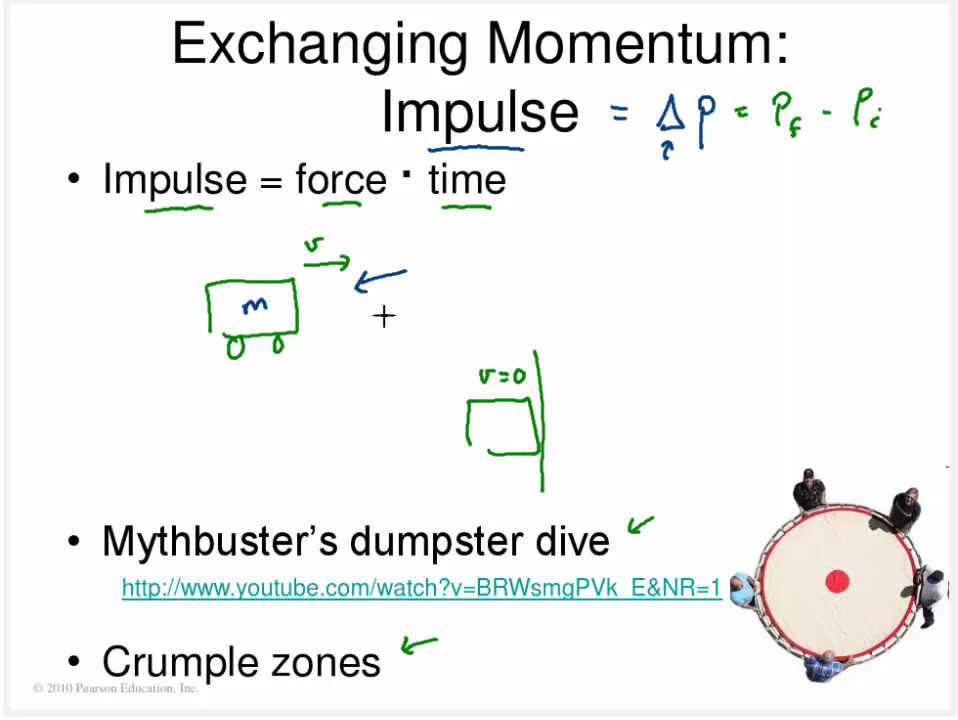 Exchanging Momentum:
Impulse = Δp = Pf - Pi
• Impulse = force · time
v
m
v=0
• Mythbuster's dumpster dive
http://www.youtube.com/watch?v=BRWsmgPVk_E&NR=1
• Crumple zones
© 2010 Pearson Education, Inc.